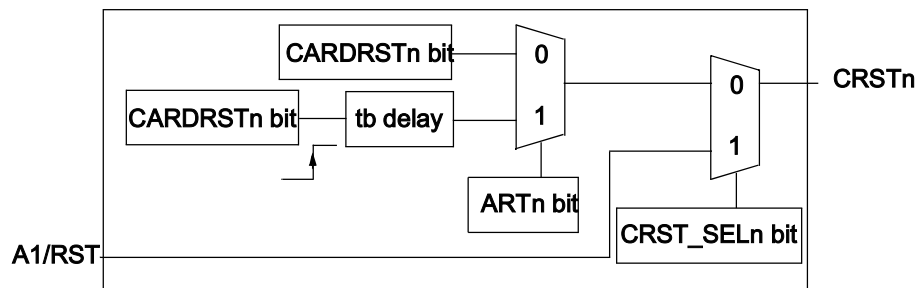 CARDRSTn bit
0
CRSTn
0
CARDRSTn bit
tb delay
1
1
ARTn bit
CRST_SELn bit
A1/RST